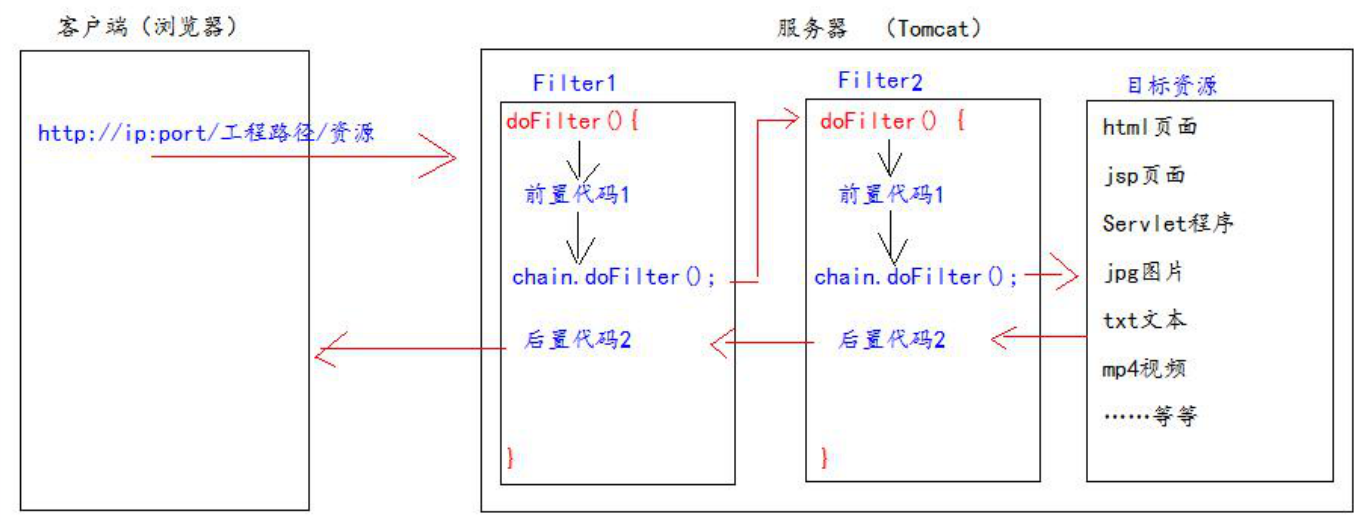 客户端（浏览器）
服务器 （Tomcat）
http://ip:port/工程路径/资源
Filter1
doFilter(){
前置代码1
chain.doFilter();
后置代码2
}
Filter2
doFilter() {
前置代码1
chain.doFilter();
后置代码2
}
目标资源
html页面
jsp页面
Servlet程序
jpg图片
txt文本
mp4视频
……等等